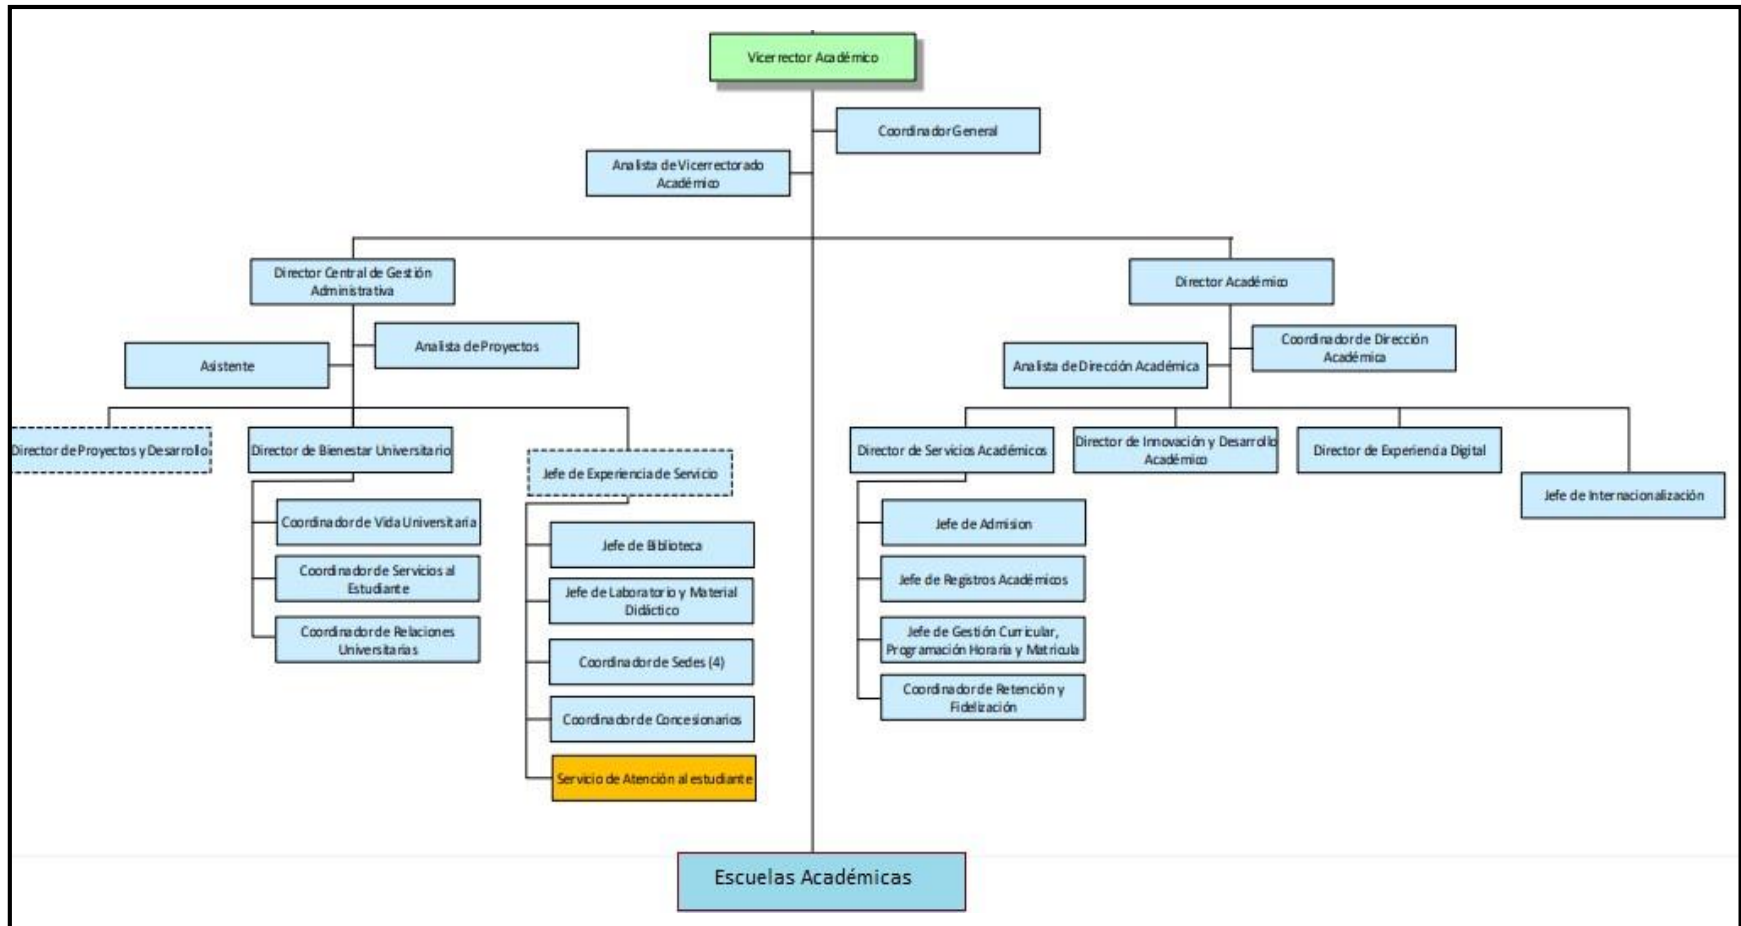 Vicerrector Académico
Coordinador General
Analista de Vicerrectorado
Académico
Director Central de Gestión
Administrativa
Director Académico
Analista de Proyectos
Asistente
Coordinador de Dirección
Académica
Analista de Dirección Académica
Director de Proyectos y Desarrollo
Director de Bienestar Universitario
Jefe de Experiencia de Servicio
Director de Servicios Académicos
Director de Innovación y Desarrollo
Académico
Director de Experiencia Digital
Jefe de Internacionalización
Coordinador de Vida Universitaria
Coordinador de Servicios al
Estudiante
Coordinador de Relaciones
Universitarias
Jefe de Biblioteca
Jefe de Laboratorio y Material
Didáctico
Coordinador de Sedes (4)
Coordinador de Concesionarios
Servicio de Atención al estudiante
Jefe de Admision
Jefe de Registros Académicos
Jefe de Gestión Curricular,
Programación Horaria y Matricula
Coordinador de Retención y
Fidelización
Escuelas Académicas